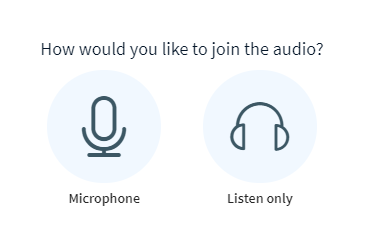 How would you like to join the audio?
Microphone
Listen only